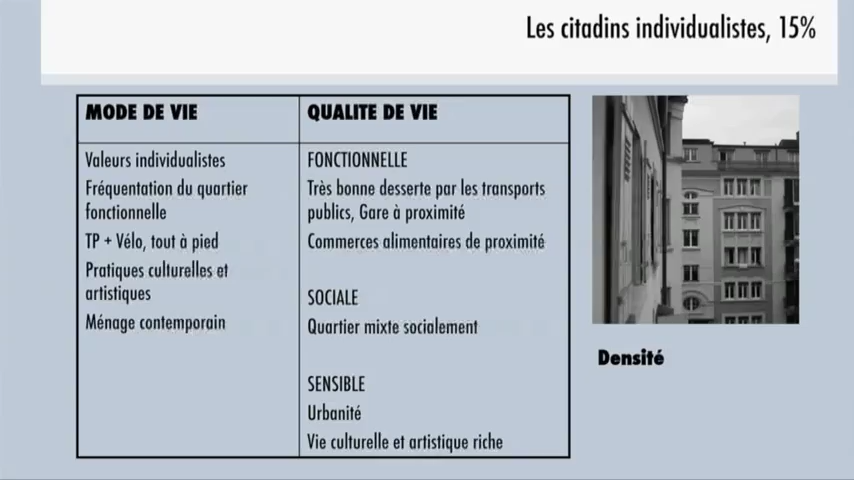 Les citadins individualistes, 15%
MODE DE VIE
Valeurs individualistes
Fréquentation du quartier
fonctionnelle
TP + Vélo, tout à pied
Pratiques culturelles et
artistiques
Ménage contemporain
QUALITE DE VIE
FONCTIONNELLE
Très bonne desserte par les transports
publics, Gare à proximité
Commerces alimentaires de proximité
SOCIALE
Quartier mixte socialement
SENSIBLE
Urbanité
Vie culturelle et artistique riche
Densité